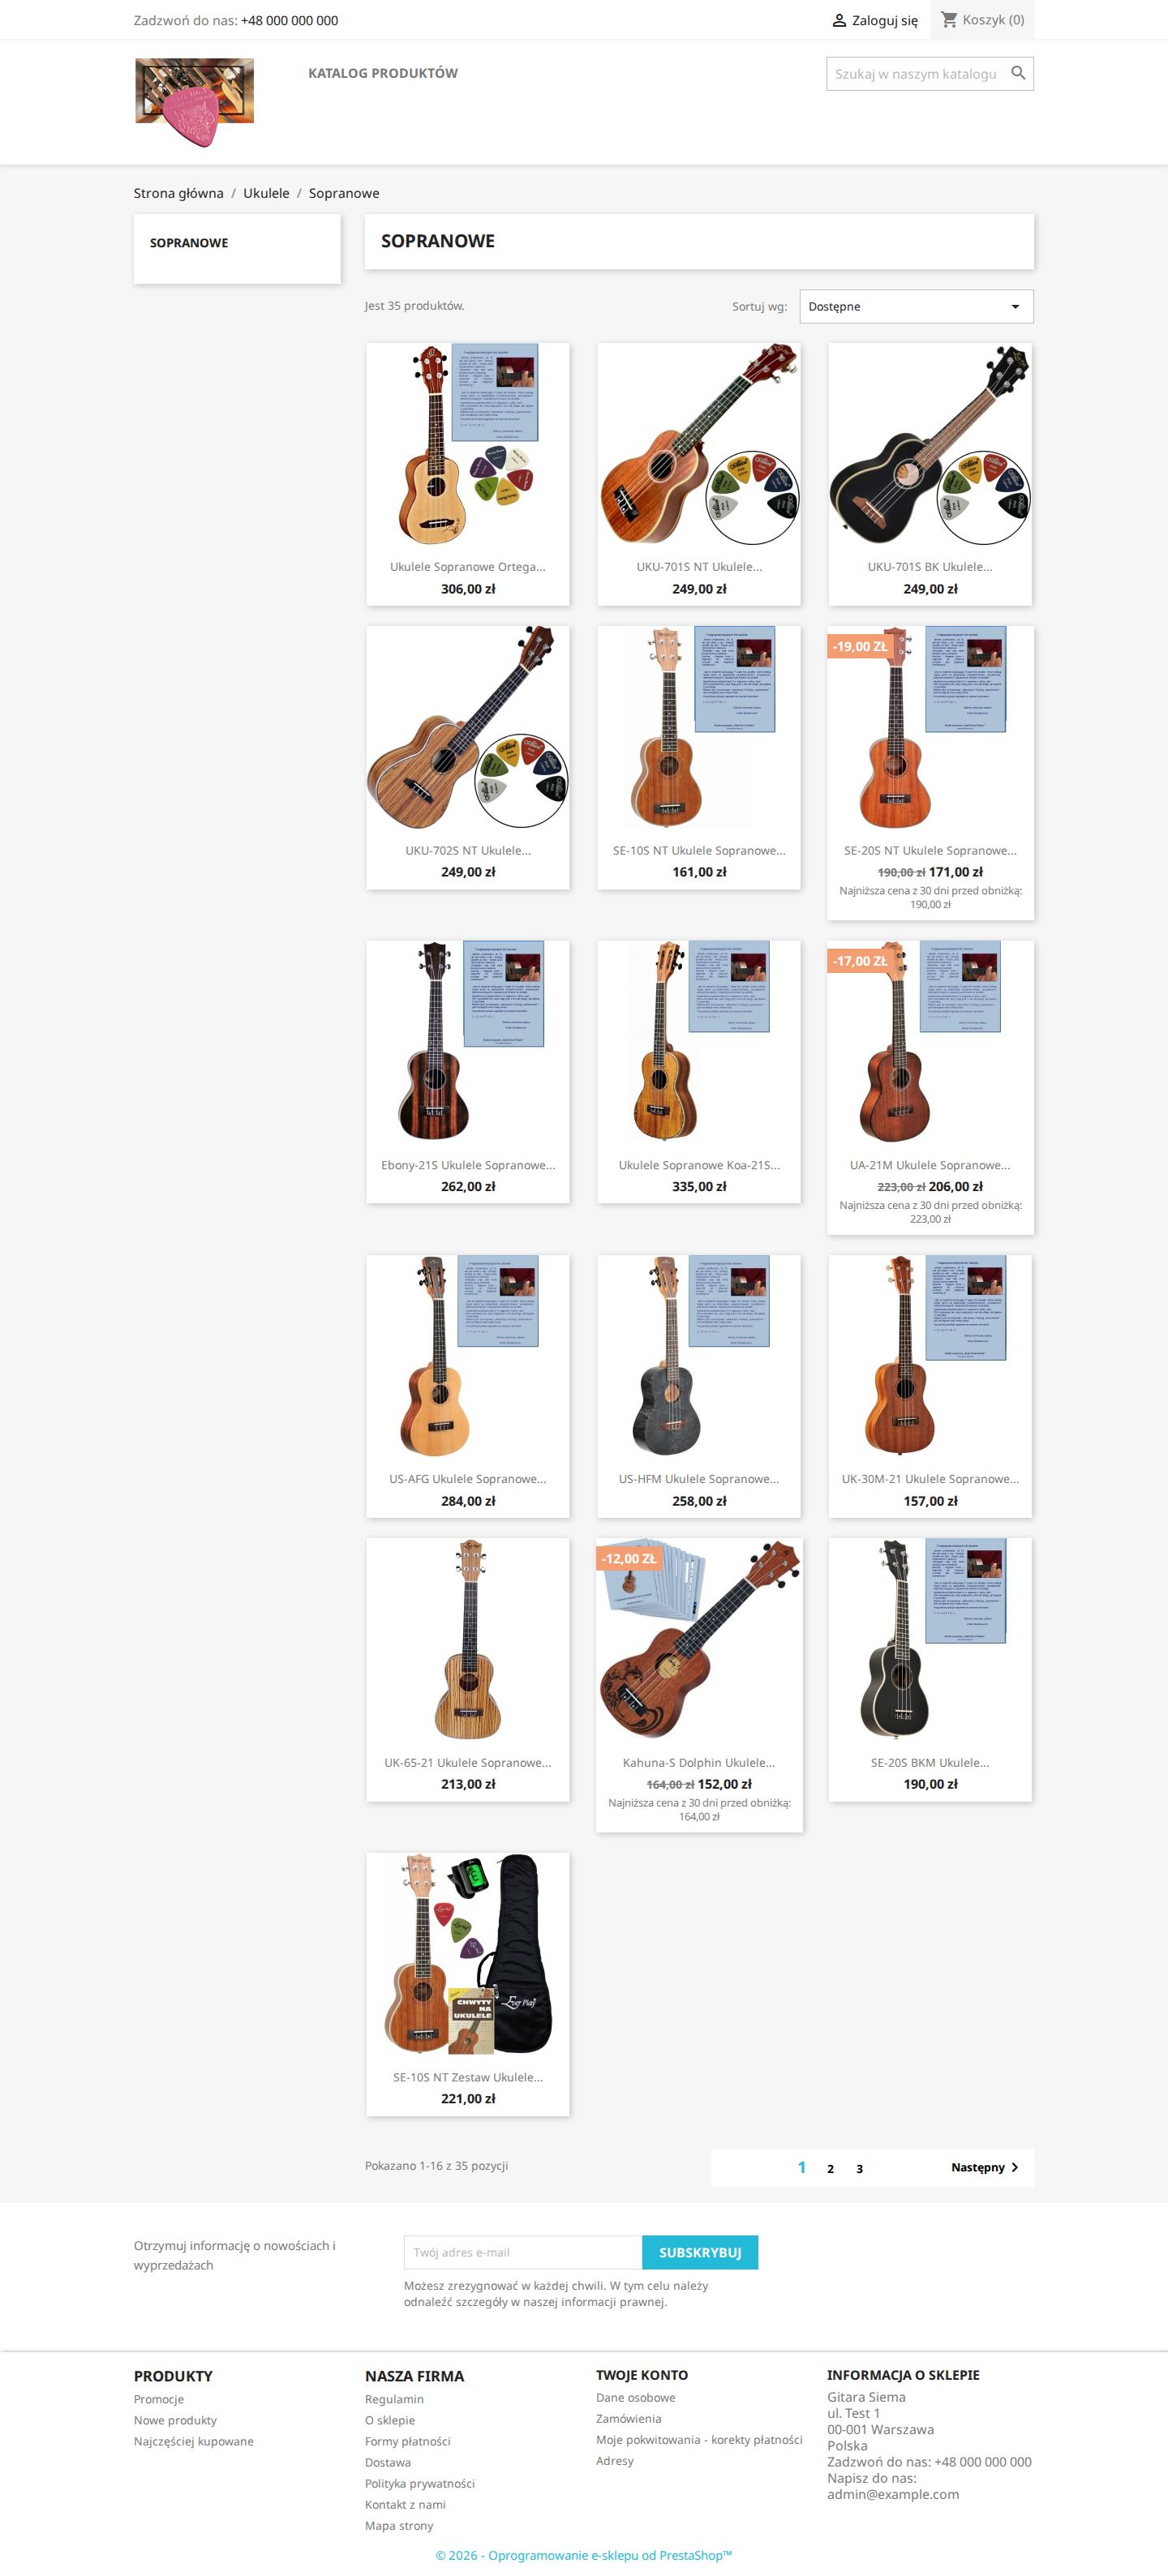 Zadzwoń do nas: +48 000 000 000
Zaloguj się
Koszyk (0)
KATALOG PRODUKTÓW
Szukaj w naszym katalogu
Strona główna / Ukulele / Sopranowe
SOPRANOWE
SOPRANOWE
Jest 35 produktów.
Sortuj wg:
Dostępne
Ukulele Sopranowe Ortega...
306,00 zł
UKU-701S NT Ukulele...
249,00 zł
UKU-701S BK Ukulele...
249,00 zł
UKU-702S NT Ukulele...
249,00 zł
SE-10S NT Ukulele Sopranowe...
161,00 zł
-19,00 ZŁ
SE-20S NT Ukulele Sopranowe...
190,00 zł 171,00 zł
Najniższa cena z 30 dni przed obniżką:
190,00 zł
Ebony-21S Ukulele Sopranowe...
262,00 zł
Ukulele Sopranowe Koa-21S...
335,00 zł
-17,00 ZŁ
UA-21M Ukulele Sopranowe...
223,00 zł 206,00 zł
Najniższa cena z 30 dni przed obniżką:
223,00 zł
US-AFG Ukulele Sopranowe...
284,00 zł
US-HFM Ukulele Sopranowe...
258,00 zł
UK-30M-21 Ukulele Sopranowe...
157,00 zł
UK-65-21 Ukulele Sopranowe...
213,00 zł
-12,00 ZŁ
Kahuna-S Dolphin Ukulele...
164,00 zł 152,00 zł
Najniższa cena z 30 dni przed obniżką:
164,00 zł
SE-20S BKM Ukulele...
190,00 zł
CHWYTY
NA
UKULELE
Ever Play
SE-10S NT Zestaw Ukulele...
221,00 zł
Pokazano 1-16 z 35 pozycji
1 2 3
Następny
Otrzymuj informację o nowościach i
wyprzedażach
Twój adres e-mail
SUBSKRYBUJ
Możesz zrezygnować w każdej chwili. W tym celu należy
odnaleźć szczegóły w naszej informacji prawnej.
PRODUKTY
Promocje
Nowe produkty
Najczęściej kupowane
NASZA FIRMA
Regulamin
O sklepie
Formy płatności
Dostawa
Polityka prywatności
Kontakt z nami
Mapa strony
TWOJE KONTO
Dane osobowe
Zamówienia
Moje pokwitowania - korekty płatności
Adresy
INFORMACJA O SKLEPIE
Gitara Siema
ul. Test 1
00-001 Warszawa
Polska
Zadzwoń do nas: +48 000 000 000
Napisz do nas:
admin@example.com
© 2026 - Oprogramowanie e-sklepu od PrestaShop™